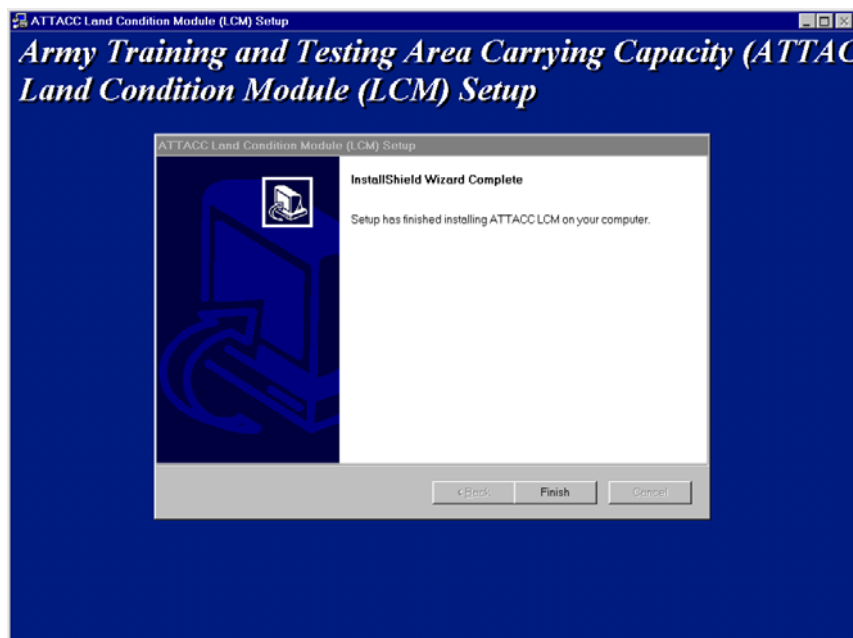 ATTACC Land Condition Module (LCM) Setup
Army Training and Testing Area Carrying Capacity (ATTAC
Land Condition Module (LCM) Setup
ATTACC Land Condition Module (LCM) Setup
InstallShield Wizard Complete
Setup has finished installing ATTACC LCM on your computer.
< Back Finish Cancel